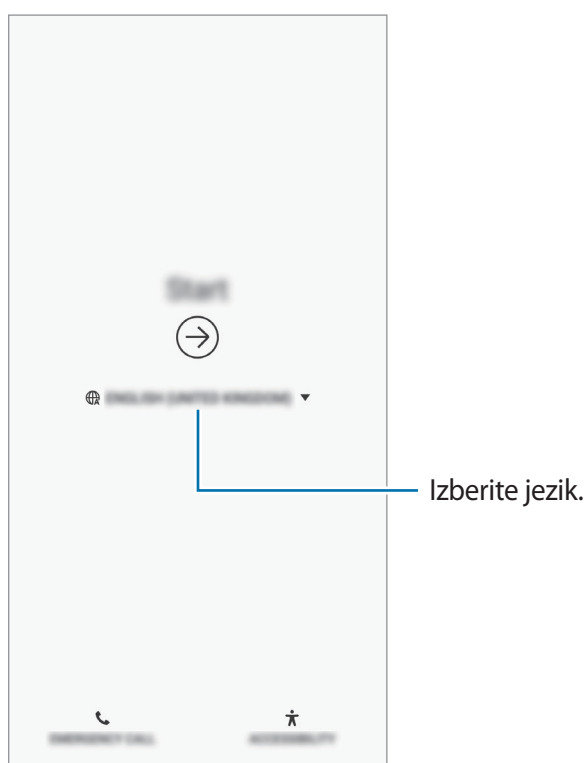 Start
ENGLISH (UNITED KINGDOM)
Izberite jezik.
EMERGENCY CALL
ACCESSIBILITY